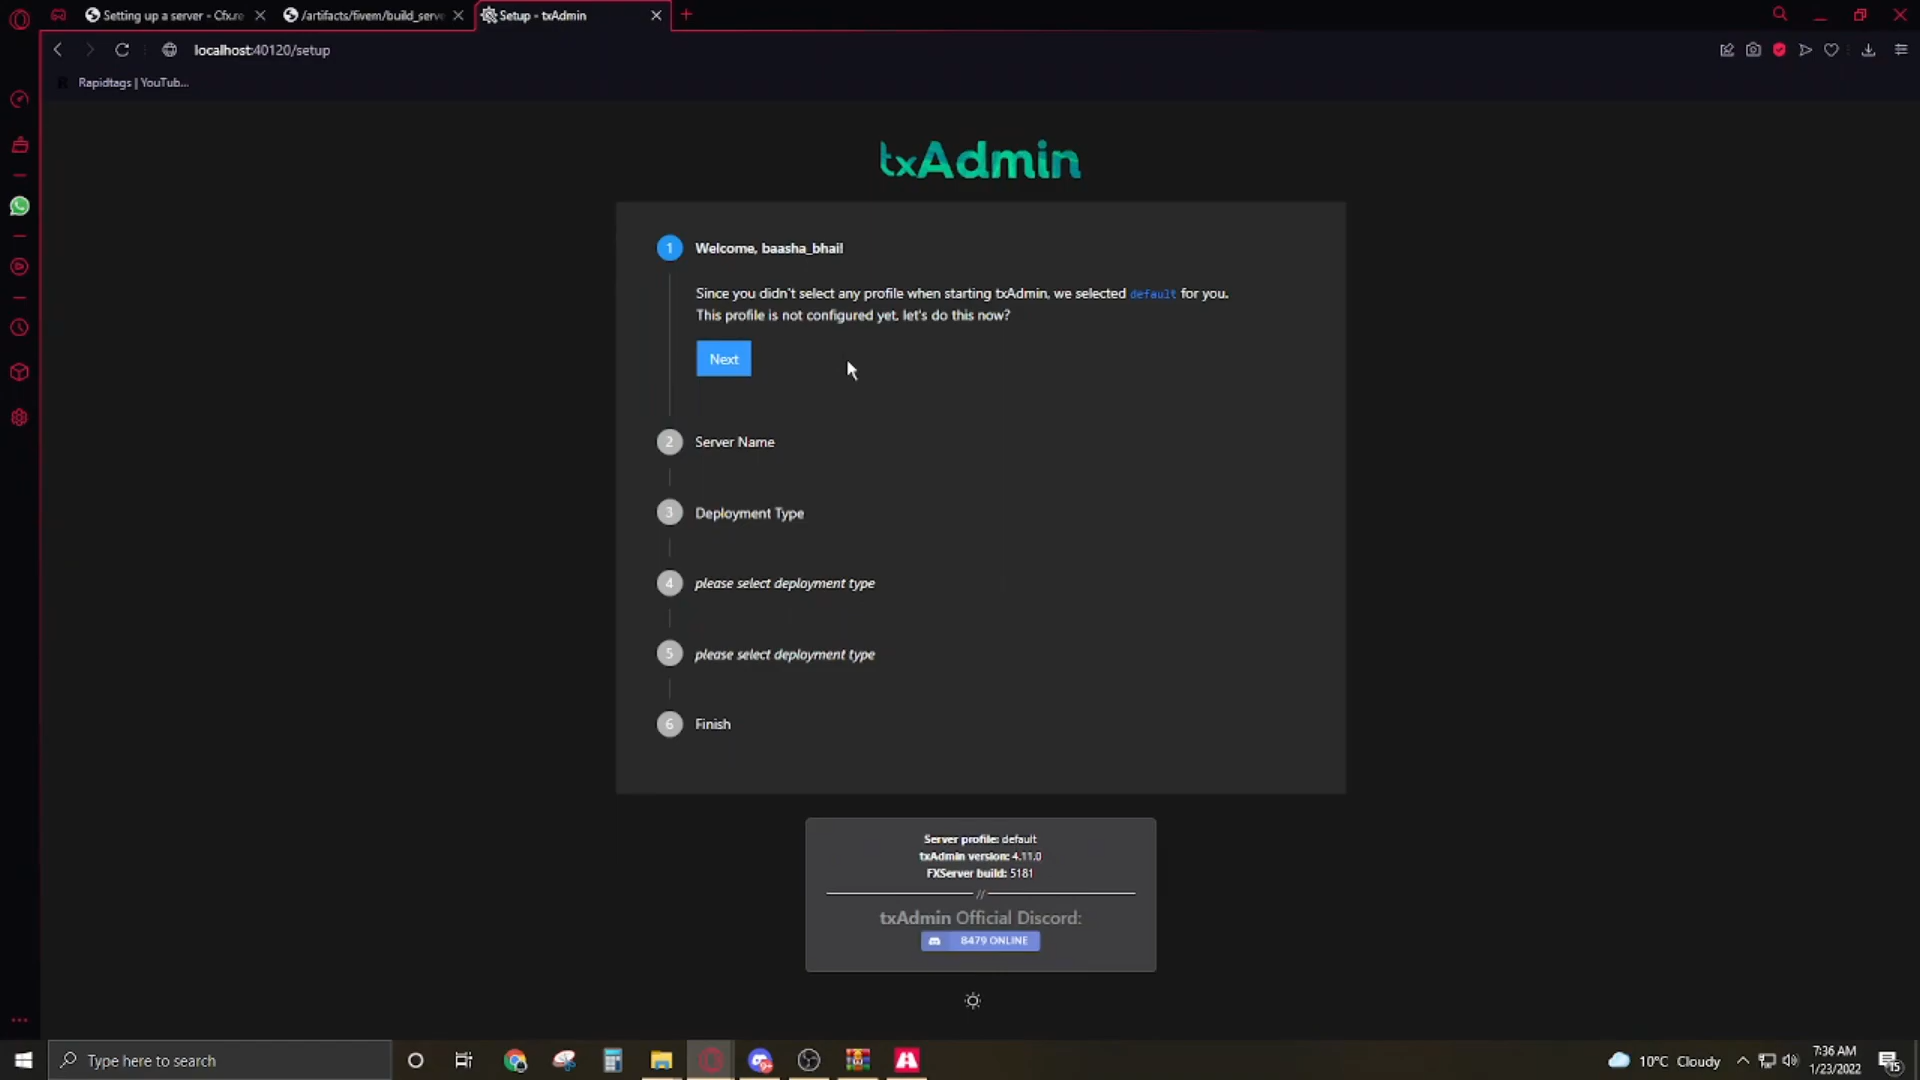 Setting up a server - Cfx.re
/artifacts/fivem/build_serve
Setup - txAdmin
localhost:40120/setup
Rapidtags | YouTub...
txAdmin
1 Welcome, baasha_bhai!
Since you didn't select any profile when starting txAdmin, we selected default for you.
This profile is not configured yet, let's do this now?
Next
2 Server Name
3 Deployment Type
4 please select deployment type
5 please select deployment type
6 Finish
Server profile: default
txAdmin version: 4.11.0
FXServer build: 5181
//
txAdmin Official Discord:
8479 ONLINE
Type here to search
10°C Cloudy
7:36 AM
1/23/2022
15